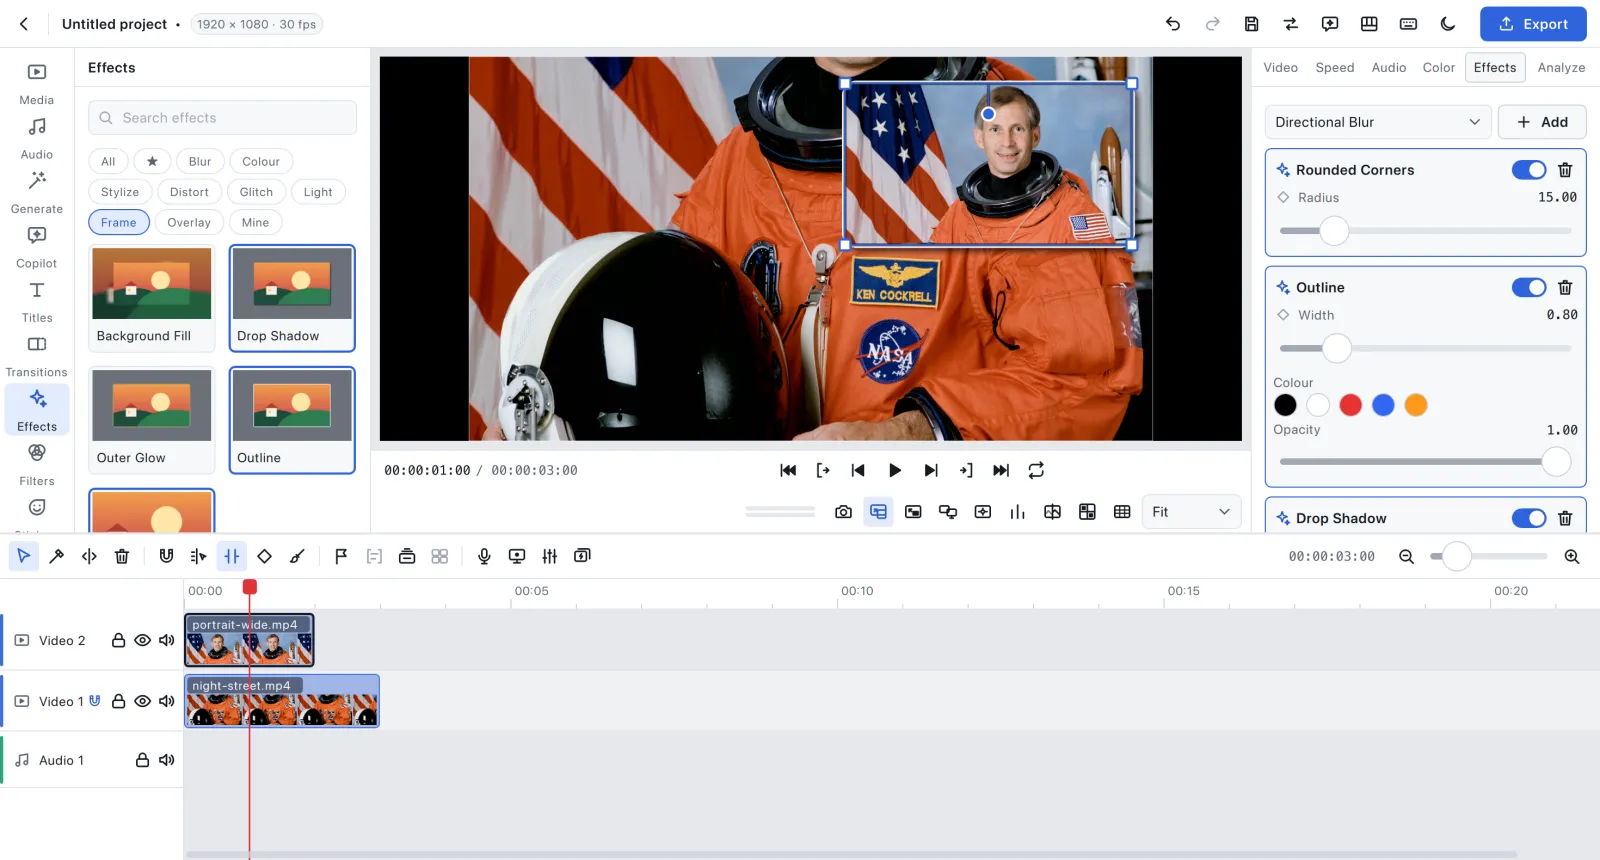 Untitled project •
1920 × 1080 · 30 fps
Export
Media
Audio
Generate
Copilot
Titles
Transitions
Effects
Filters
Effects
Search effects
All
★
Blur
Colour
Stylize
Distort
Glitch
Light
Frame
Overlay
Mine
Background Fill
Drop Shadow
Outer Glow
Outline
KEN COCKRELL
NASA
00:00:01:00 / 00:00:03:00
Fit
Video
Speed
Audio
Color
Effects
Analyze
Directional Blur
+ Add
Rounded Corners
Radius
15.00
Outline
Width
0.80
Colour
Opacity
1.00
Drop Shadow
00:00:03:00
00:00
00:05
00:10
00:15
00:20
Video 2
portrait-wide.mp4
Video 1
night-street.mp4
Audio 1